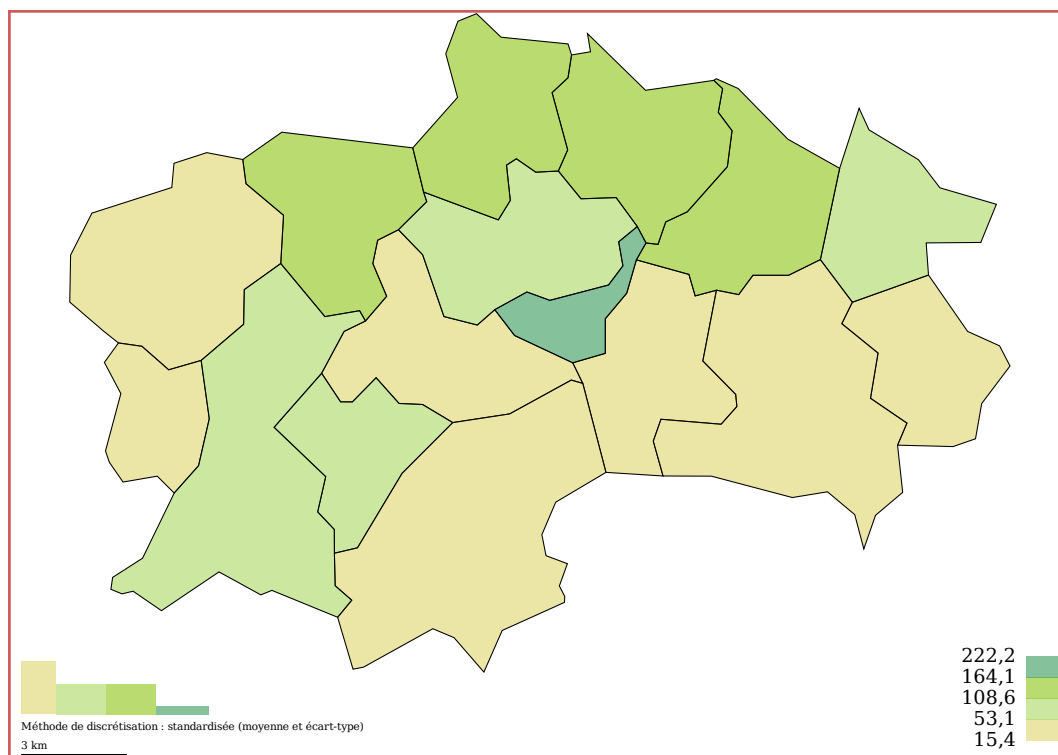 222,2
164,1
108,6
53,1
15,4
Méthode de discrétisation : standardisée (moyenne et écart-type)
3 km